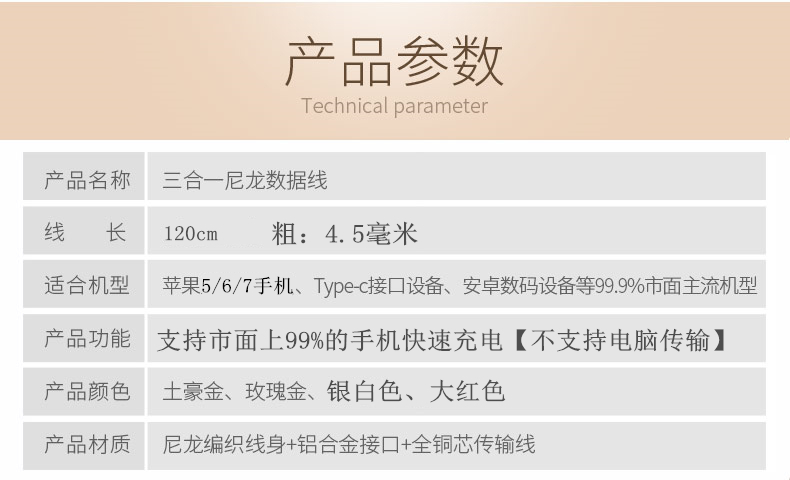 产品参数
Technical parameter
产品名称 三合一尼龙数据线
线 长 120cm 粗：4.5毫米
适合机型 苹果5/6/7手机、Type-c接口设备、安卓数码设备等99.9%市面主流机型
产品功能 支持市面上99%的手机快速充电【不支持电脑传输】
产品颜色 土豪金、玫瑰金、银白色、大红色
产品材质 尼龙编织线身+铝合金接口+全铜芯传输线